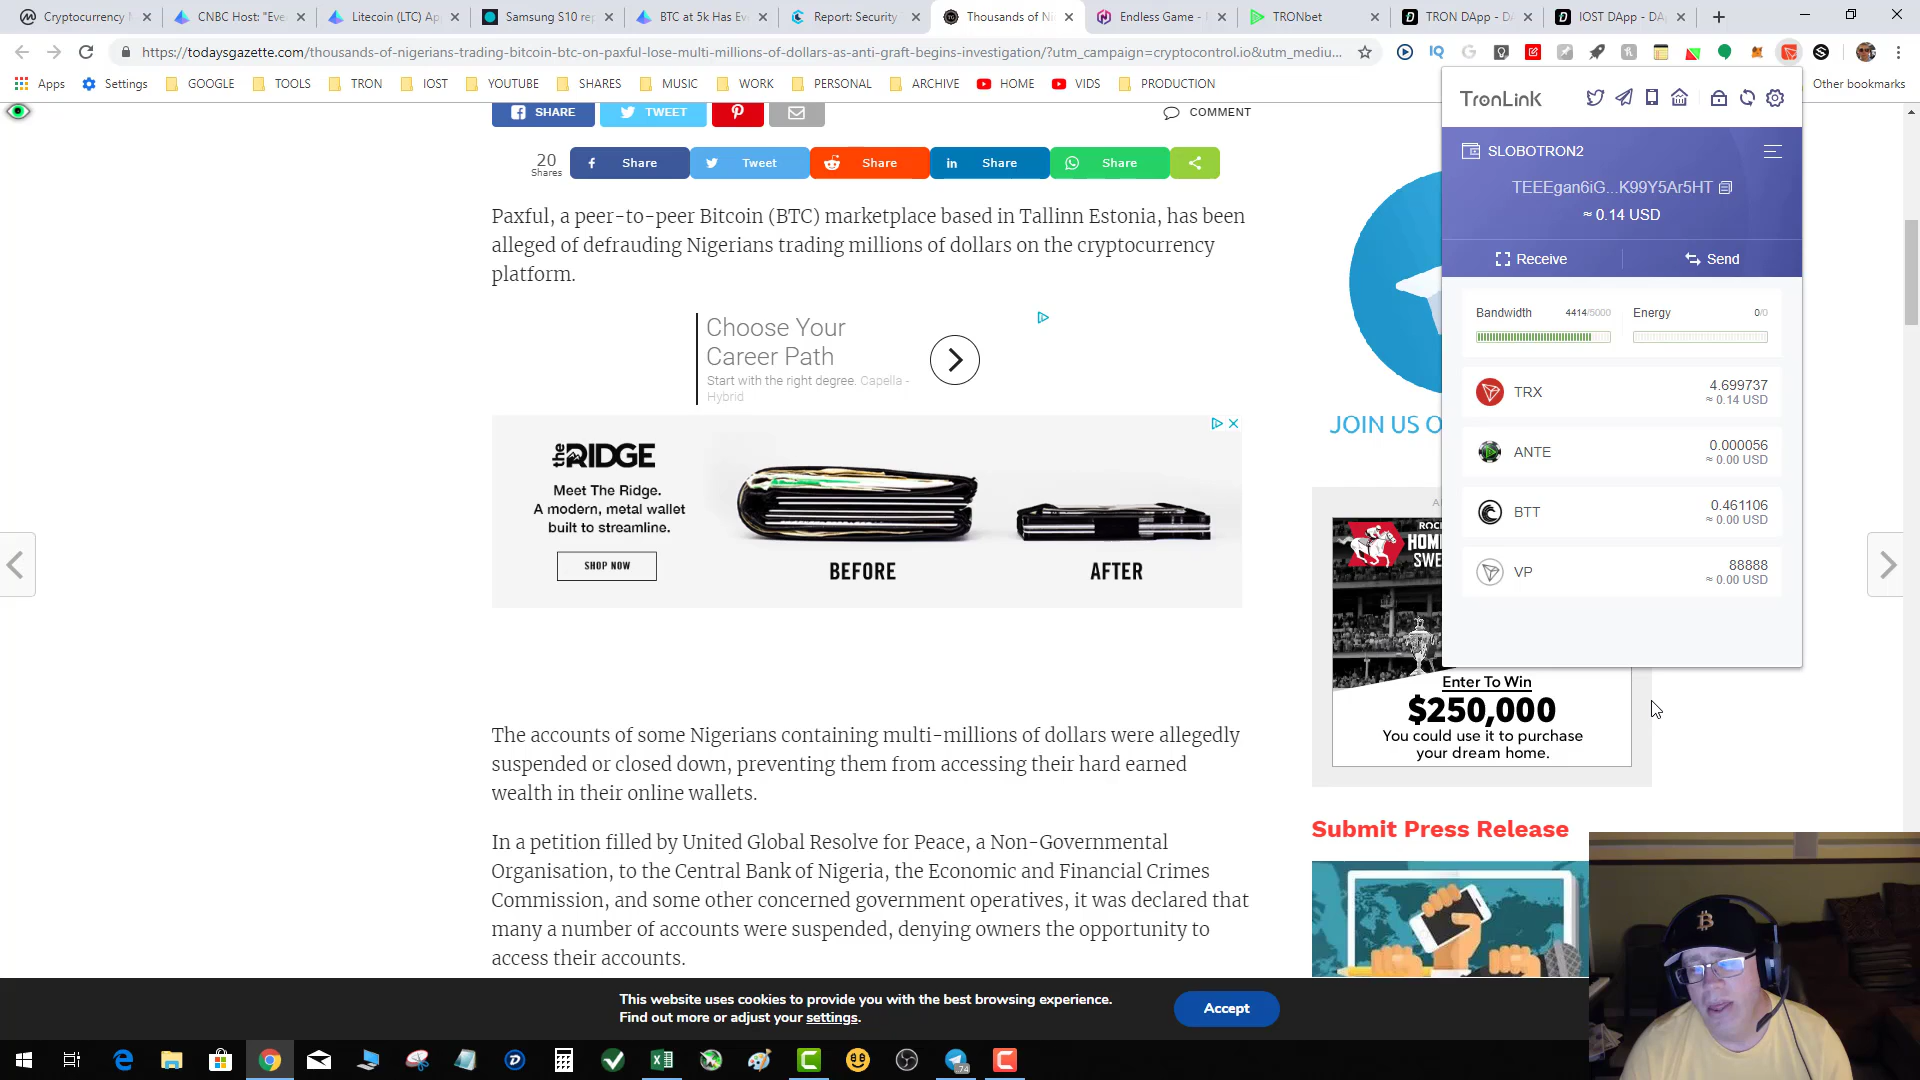 Cryptocurrency M
CNBC Host: "Eve
Litecoin (LTC) Ap
Samsung S10 rep
BTC at 5k Has Ev
Report: Security
Thousands of Ni
Endless Game -
TRONbet
TRON DApp - DA
IOST DApp - DAp
https://todaysgazette.com/thousands-of-nigerians-trading-bitcoin-btc-on-paxful-lose-multi-millions-of-dollars-as-anti-graft-begins-investigation/?utm_campaign=cryptocontrol.io&utm_mediu...
Apps Settings GOOGLE TOOLS TRON IOST YOUTUBE SHARES MUSIC WORK PERSONAL ARCHIVE HOME VIDS PRODUCTION Other bookmarks
SHARE TWEET COMMENT
20
Shares
Share Tweet Share Share Share
Paxful, a peer-to-peer Bitcoin (BTC) marketplace based in Tallinn Estonia, has been
alleged of defrauding Nigerians trading millions of dollars on the cryptocurrency
platform.
Choose Your
Career Path
Start with the right degree. Capella -
Hybrid
the RIDGE
Meet The Ridge.
A modern, metal wallet
built to streamline.
SHOP NOW
BEFORE AFTER
The accounts of some Nigerians containing multi-millions of dollars were allegedly
suspended or closed down, preventing them from accessing their hard earned
wealth in their online wallets.
In a petition filled by United Global Resolve for Peace, a Non-Governmental
Organisation, to the Central Bank of Nigeria, the Economic and Financial Crimes
Commission, and some other concerned government operatives, it was declared that
many a number of accounts were suspended, denying owners the opportunity to
access their accounts.
JOIN US O
TronLink
SLOBOTRON2
TEEEgan6iG...K99Y5Ar5HT
≈ 0.14 USD
Receive Send
Bandwidth 4414/5000 Energy 0/0
TRX 4.699737
≈ 0.14 USD
ANTE 0.000056
≈ 0.00 USD
BTT 0.461106
≈ 0.00 USD
VP 88888
≈ 0.00 USD
A
ROC
HOM
SWE
Enter To Win
$250,000
You could use it to purchase
your dream home.
Submit Press Release
This website uses cookies to provide you with the best browsing experience.
Find out more or adjust your settings.
Accept
B
74